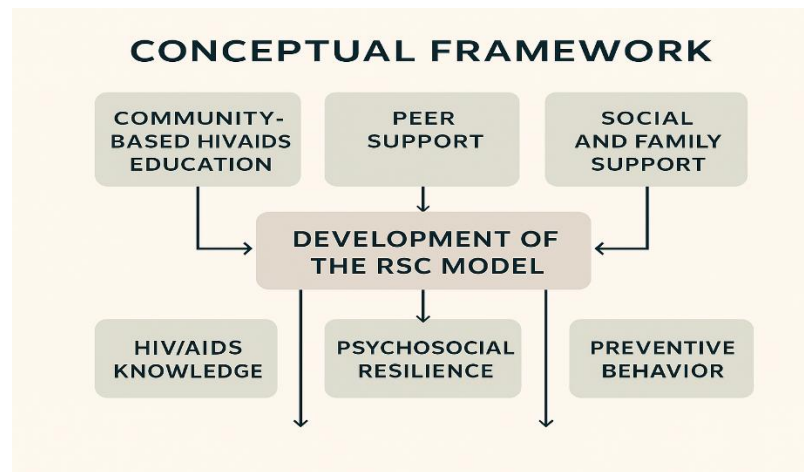 CONCEPTUAL FRAMEWORK
COMMUNITY-
BASED HIVAIDS
EDUCATION
PEER
SUPPORT
SOCIAL
AND FAMILY
SUPPORT
DEVELOPMENT OF
THE RSC MODEL
HIV/AIDS
KNOWLEDGE
PSYCHOSOCIAL
RESILIENCE
PREVENTIVE
BEHAVIOR